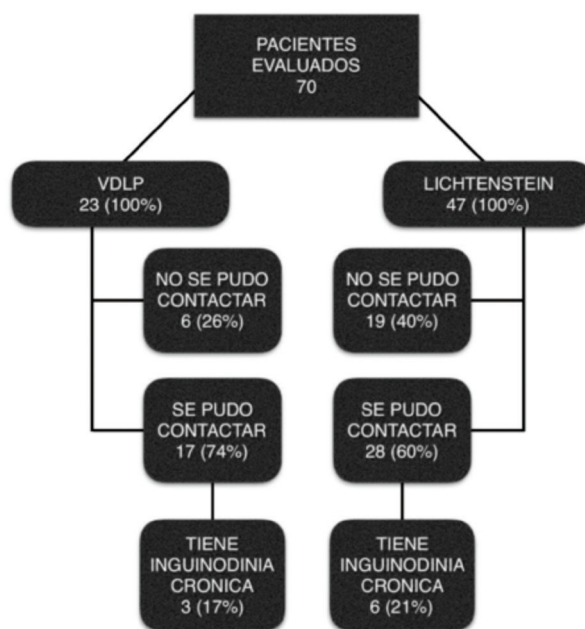 PACIENTES
EVALUADOS
70
VDLP
23 (100%)
LICHTENSTEIN
47 (100%)
NO SE PUDO
CONTACTAR
6 (26%)
NO SE PUDO
CONTACTAR
19 (40%)
SE PUDO
CONTACTAR
17 (74%)
SE PUDO
CONTACTAR
28 (60%)
TIENE
INGUINODINIA
CRONICA
3 (17%)
TIENE
INGUINODINIA
CRONICA
6 (21%)